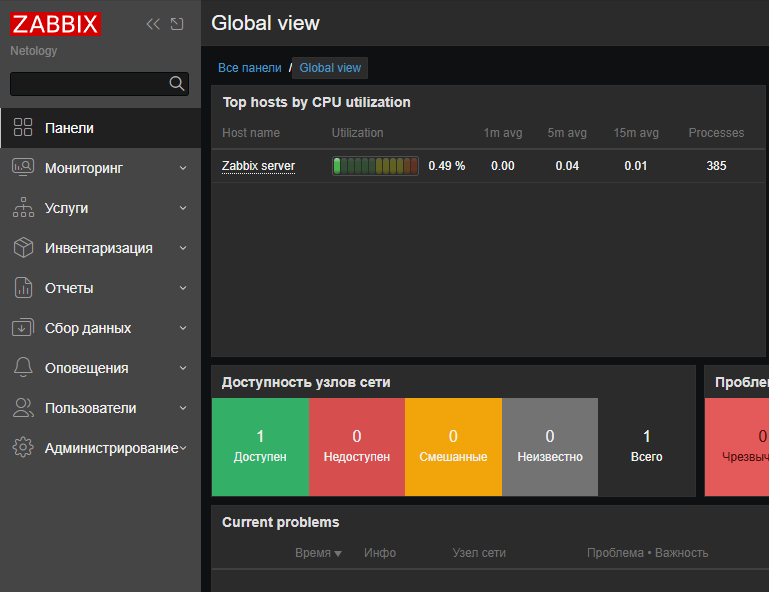 ZABBIX
Netology
Панели
Мониторинг
Услуги
Инвентаризация
Отчеты
Сбор данных
Оповещения
Пользователи
Администрирование
Global view
Все панели / Global view
Top hosts by CPU utilization
Host name Utilization 1m avg 5m avg 15m avg Processes
Zabbix server 0.49 % 0.00 0.04 0.01 385
Доступность узлов сети
1 0 0 0 1
Доступен Недоступен Смешанные Неизвестно Всего
Пробле
0
Чрезвыч
Current problems
Время Инфо Узел сети Проблема • Важность